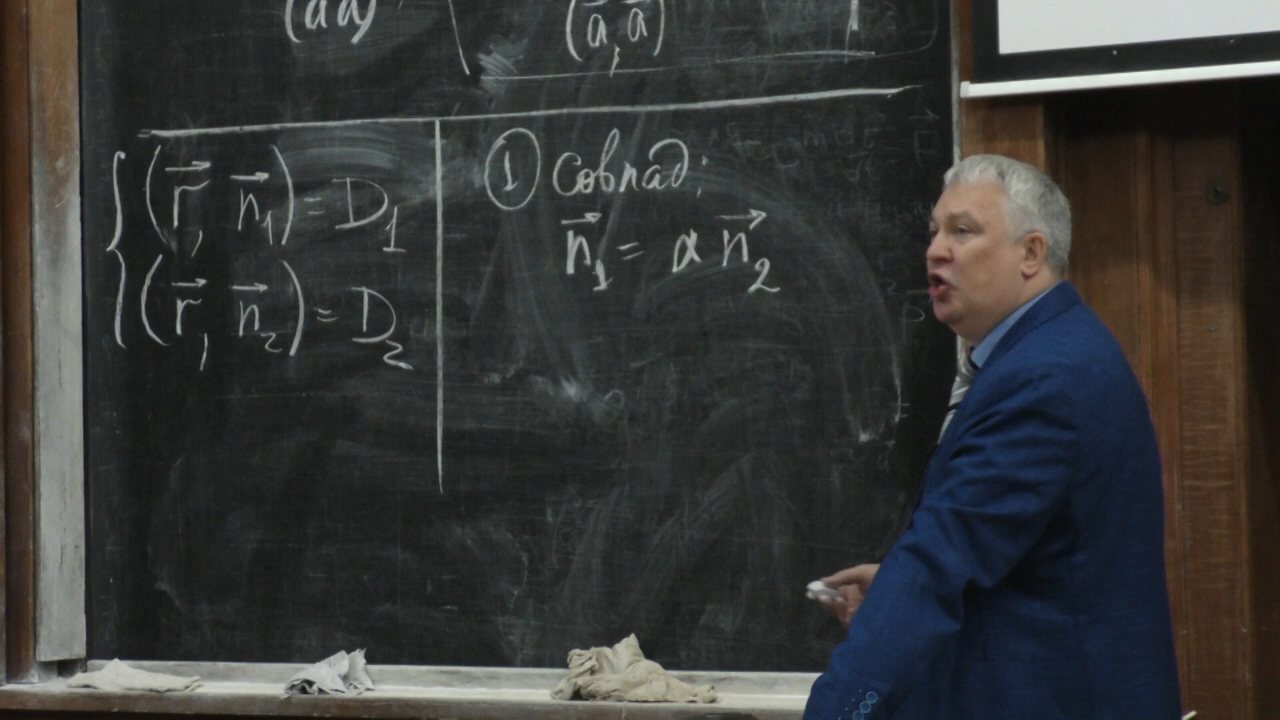 (a a)
(a⃗, a⃗)
{ (r⃗, n⃗₁) = D₁
(r⃗, n⃗₂) = D₂
① Совпад;
n⃗₁ = α n⃗₂